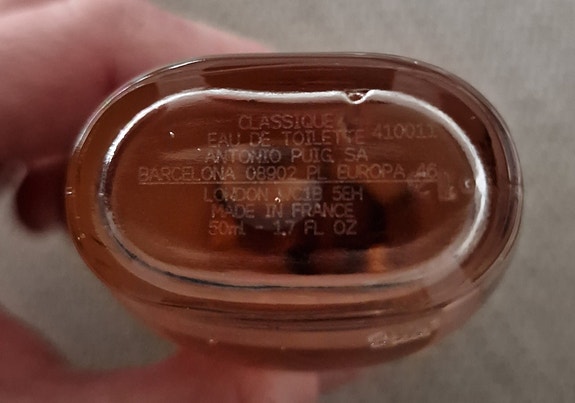 CLASSIQUE
EAU DE TOILETTE 410011
ANTONIO PUIG. SA
BARCELONA 08902 PL EUROPA 46
LONDON WC1B 5EH
MADE IN FRANCE
50mL 1.7 FL OZ